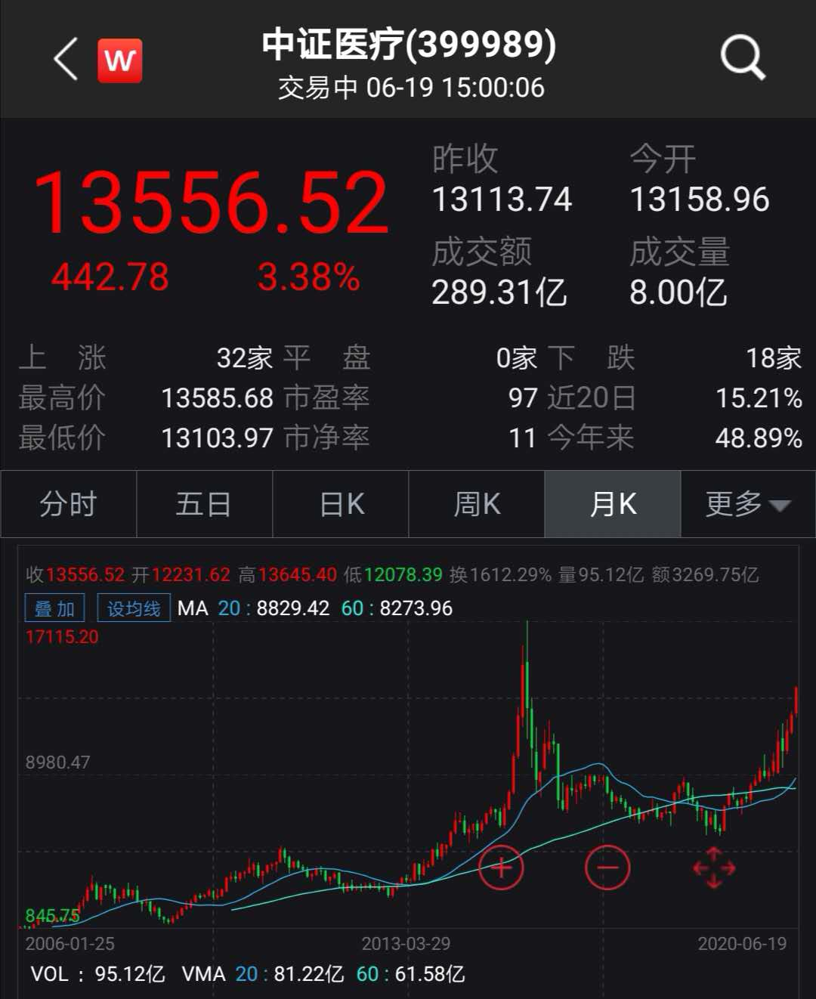 W
中证医疗(399989)
交易中 06-19 15:00:06
13556.52
442.78 3.38%
昨收 今开
13113.74 13158.96
成交额 成交量
289.31亿 8.00亿
上 涨 32家 平 盘 0家 下 跌 18家
最高价 13585.68 市盈率 97 近20日 15.21%
最低价 13103.97 市净率 11 今年来 48.89%
分时 五日 日K 周K 月K 更多
收13556.52 开12231.62 高13645.40 低12078.39 换1612.29% 量95.12亿 额3269.75亿
叠加 设均线 MA 20:8829.42 60:8273.96
17115.20
8980.47
845.75
2006-01-25 2013-03-29 2020-06-19
VOL:95.12亿 VMA 20:81.22亿 60:61.58亿